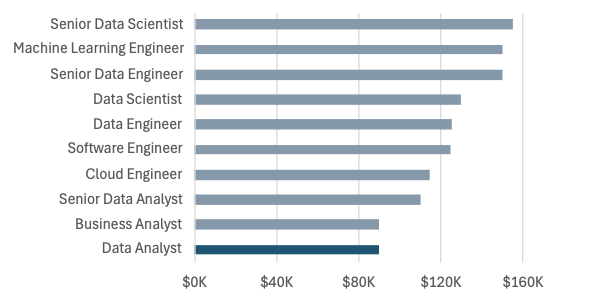 Senior Data Scientist
Machine Learning Engineer
Senior Data Engineer
Data Scientist
Data Engineer
Software Engineer
Cloud Engineer
Senior Data Analyst
Business Analyst
Data Analyst
$0K $40K $80K $120K $160K